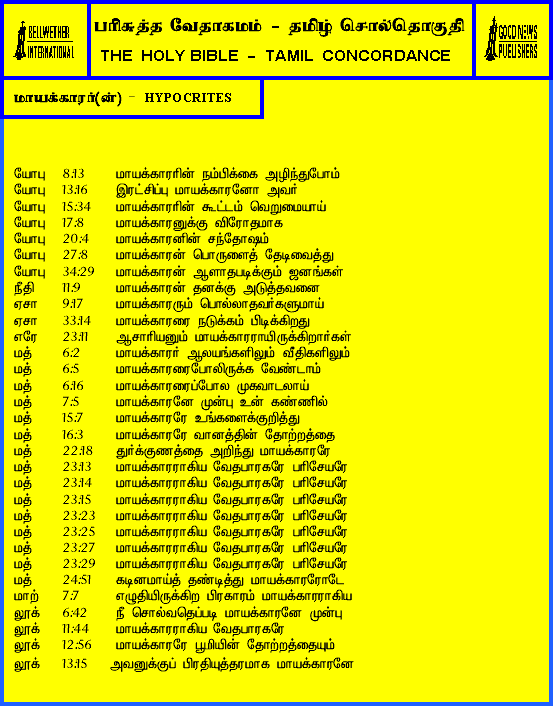 BELLWETHER
INTERNATIONAL
பரிசுத்த வேதாகமம் - தமிழ் சொல்தொகுதி
THE HOLY BIBLE - TAMIL CONCORDANCE
GOOD NEWS
PUBLISHERS
மாயக்காரர்(ன்) - HYPOCRITES
யோபு 8:13 மாயக்காரரின் நம்பிக்கை அழிந்துபோம்
யோபு 13:16 இரட்சிப்பு மாயக்காரனோ அவர்
யோபு 15:34 மாயக்காரரின் கூட்டம் வெறுமையாய்
யோபு 17:8 மாயக்காரனுக்கு விரோதமாக
யோபு 20:4 மாயக்காரனின் சந்தோஷம்
யோபு 27:8 மாயக்காரன் பொருளைத் தேடிவைத்து
யோபு 34:29 மாயக்காரன் ஆளாதபடிக்கும் ஜனங்கள்
நீதி 11:9 மாயக்காரன் தனக்கு அடுத்தவனை
ஏசா 9:17 மாயக்காரரும் பொல்லாதவர்களுமாய்
ஏசா 33:14 மாயக்காரரை நடுக்கம் பிடிக்கிறது
எரே 23:11 ஆசாரியனும் மாயக்காரராயிருக்கிறார்கள்
மத் 6:2 மாயக்காரர் ஆலயங்களிலும் வீதிகளிலும்
மத் 6:5 மாயக்காரரைபோலிருக்க வேண்டாம்
மத் 6:16 மாயக்காரரைப்போல முகவாடலாய்
மத் 7:5 மாயக்காரனே முன்பு உன் கண்ணில்
மத் 15:7 மாயக்காரரே உங்களைக்குறித்து
மத் 16:3 மாயக்காரரே வானத்தின் தோற்றத்தை
மத் 22:18 துர்க்குணத்தை அறிந்து மாயக்காரரே
மத் 23:13 மாயக்காரராகிய வேதபாரகரே பரிசேயரே
மத் 23:14 மாயக்காரராகிய வேதபாரகரே பரிசேயரே
மத் 23:15 மாயக்காரராகிய வேதபாரகரே பரிசேயரே
மத் 23:23 மாயக்காரராகிய வேதபாரகரே பரிசேயரே
மத் 23:25 மாயக்காரராகிய வேதபாரகரே பரிசேயரே
மத் 23:27 மாயக்காரராகிய வேதபாரகரே பரிசேயரே
மத் 23:29 மாயக்காரராகிய வேதபாரகரே பரிசேயரே
மத் 24:51 கடினமாய்த் தண்டித்து மாயக்காரரோடே
மாற் 7:7 எழுதியிருக்கிற பிரகாரம் மாயக்காரராகிய
லூக் 6:42 நீ சொல்வதெப்படி மாயக்காரனே முன்பு
லூக் 11:44 மாயக்காரராகிய வேதபாரகரே
லூக் 12:56 மாயக்காரரே பூமியின் தோற்றத்தையும்
லூக் 13:15 அவனுக்குப் பிரதியுத்தரமாக மாயக்காரனே